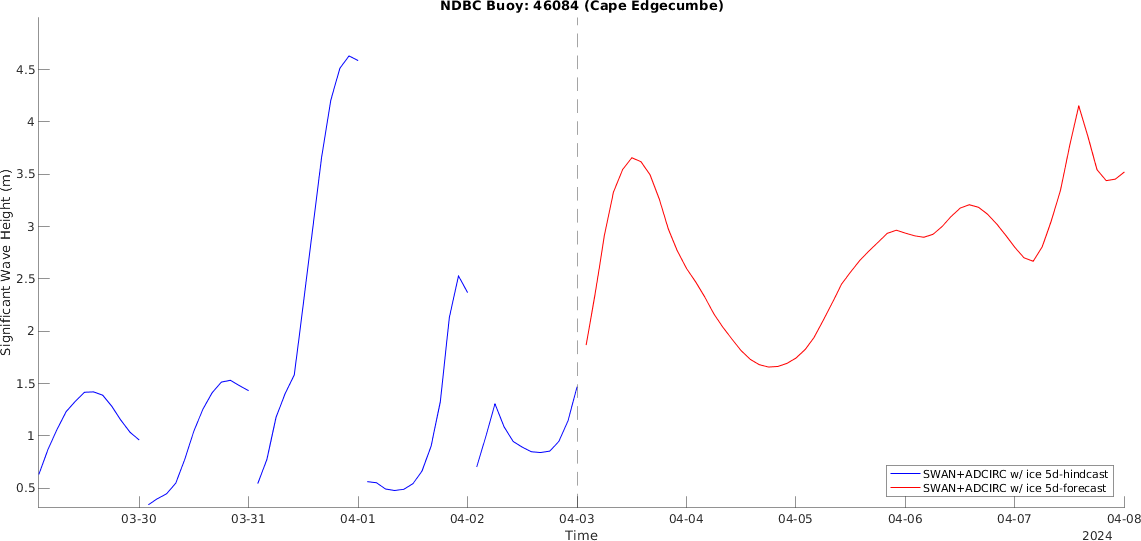 NDBC Buoy: 46084 (Cape Edgecumbe)
Significant Wave Height (m)
4.5
4
3.5
3
2.5
2
1.5
1
0.5
SWAN+ADCIRC w/ ice 5d-hindcast
SWAN+ADCIRC w/ ice 5d-forecast
03-30 03-31 04-01 04-02 04-03 04-04 04-05 04-06 04-07 04-08
Time
2024